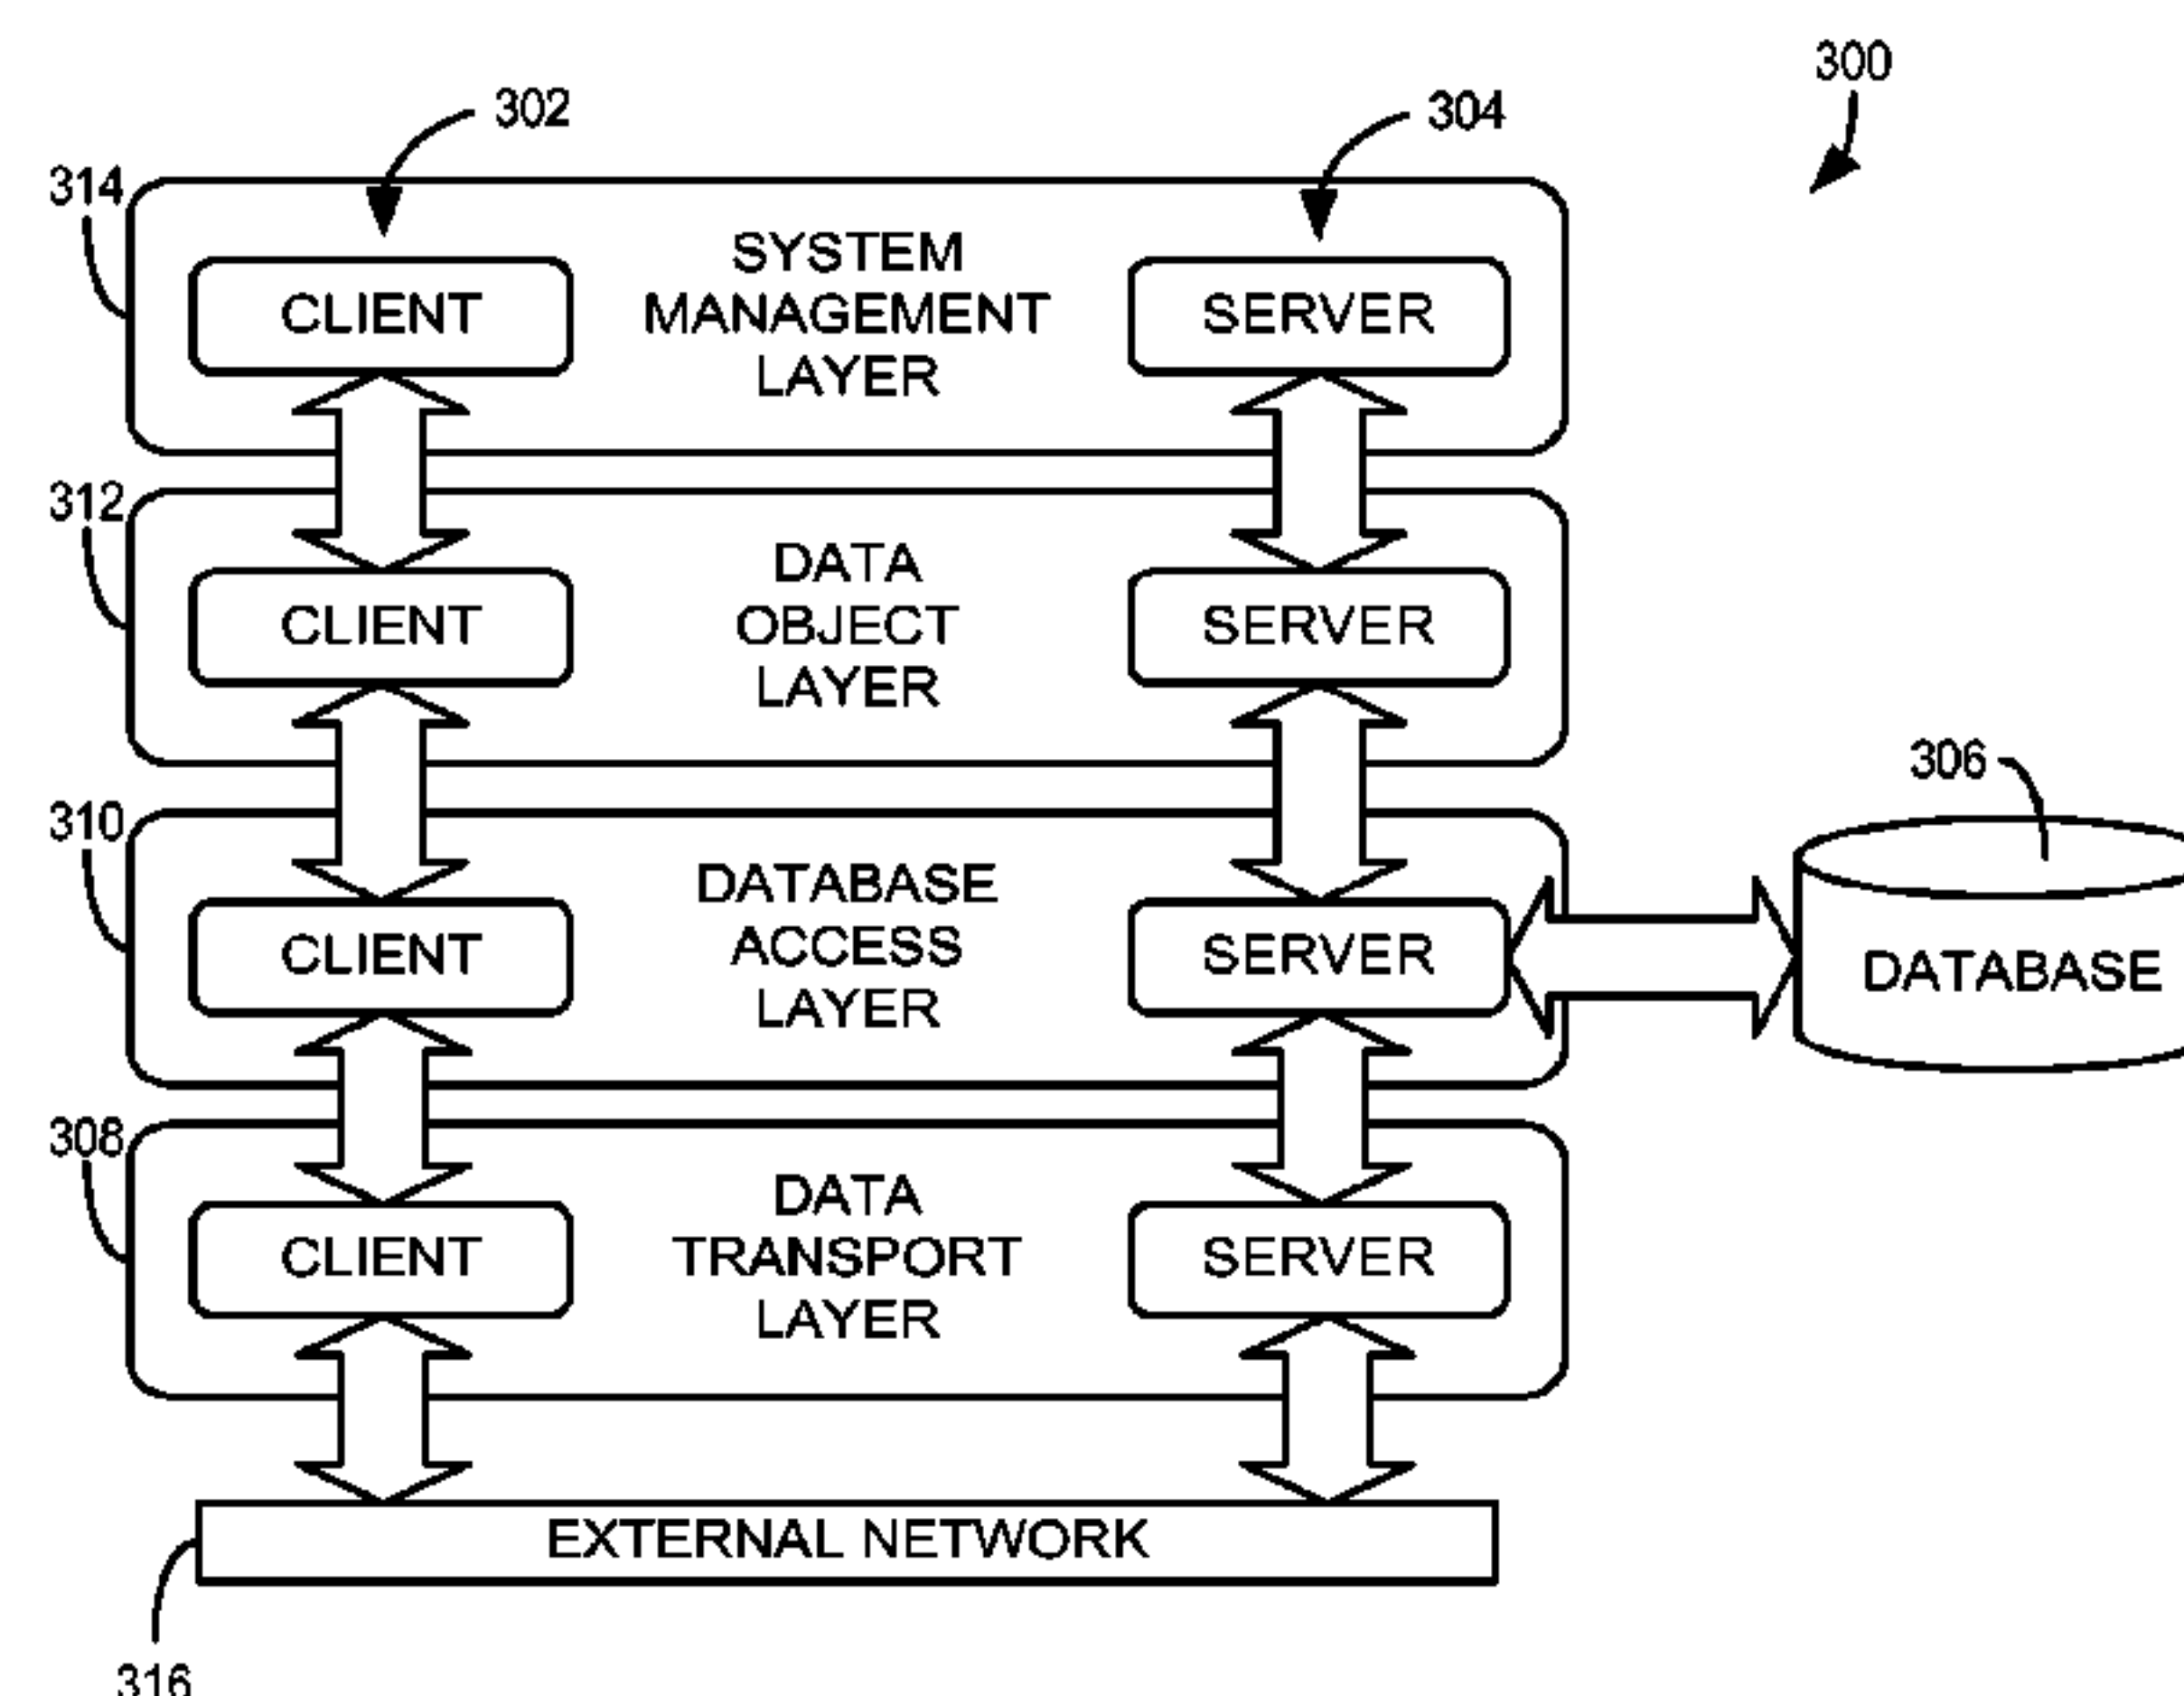 300
302
304
314
SYSTEM
CLIENT
MANAGEMENT
SERVER
LAYER
312
DATA
CLIENT
OBJECT
SERVER
LAYER
306
310
DATABASE
CLIENT
ACCESS
SERVER
DATABASE
LAYER
308
DATA
CLIENT
TRANSPORT
SERVER
LAYER
EXTERNAL NETWORK
316